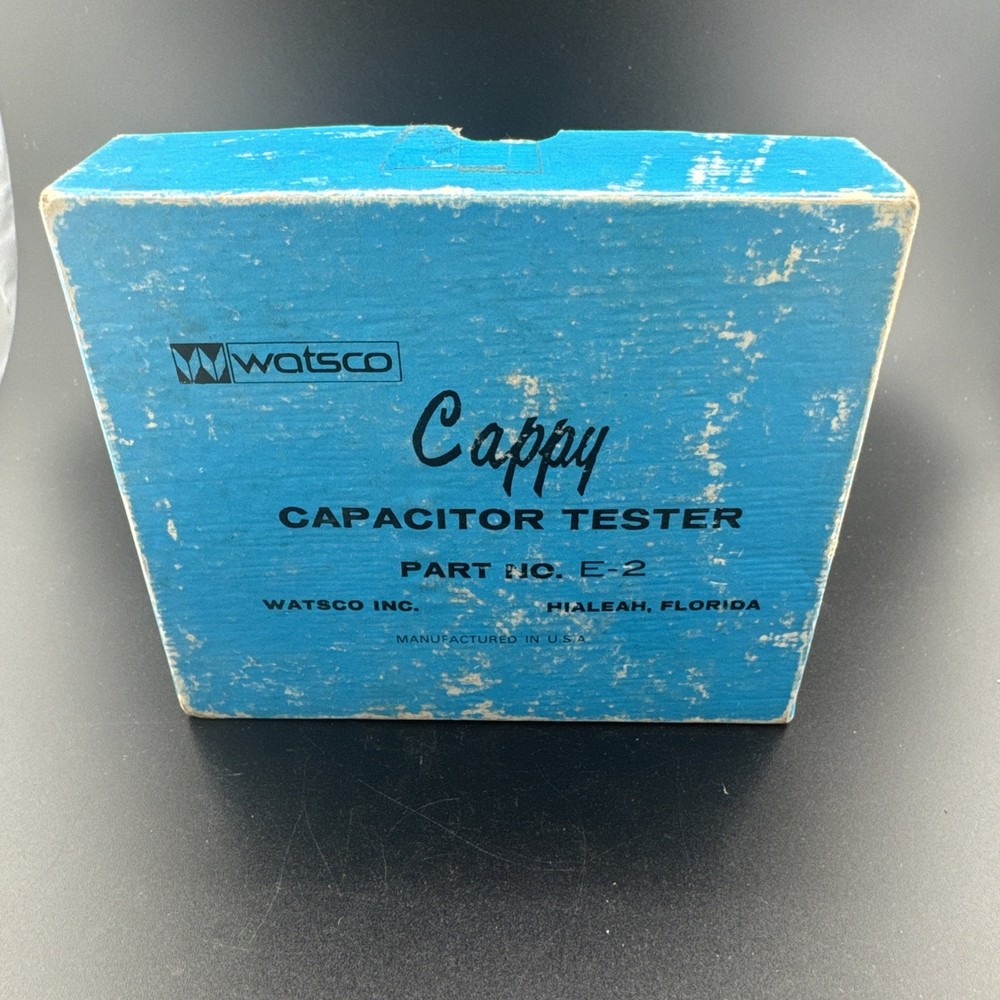 watsco
Cappy
CAPACITOR TESTER
PART NO. E-2
WATSCO INC. HIALEAH, FLORIDA
MANUFACTURED IN U.S.A.